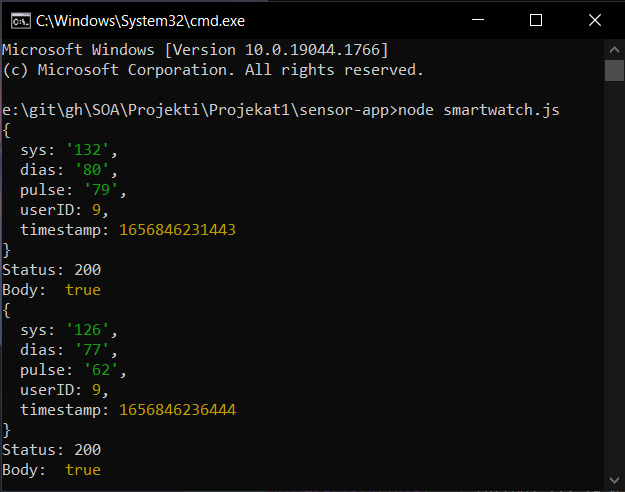 C:\Windows\System32\cmd.exe
Microsoft Windows [Version 10.0.19044.1766]
(c) Microsoft Corporation. All rights reserved.

e:\git\gh\SOA\Projekti\Projekat1\sensor-app>node smartwatch.js
{
  sys: '132',
  dias: '80',
  pulse: '79',
  userID: 9,
  timestamp: 1656846231443
}
Status: 200
Body:  true
{
  sys: '126',
  dias: '77',
  pulse: '62',
  userID: 9,
  timestamp: 1656846236444
}
Status: 200
Body:  true